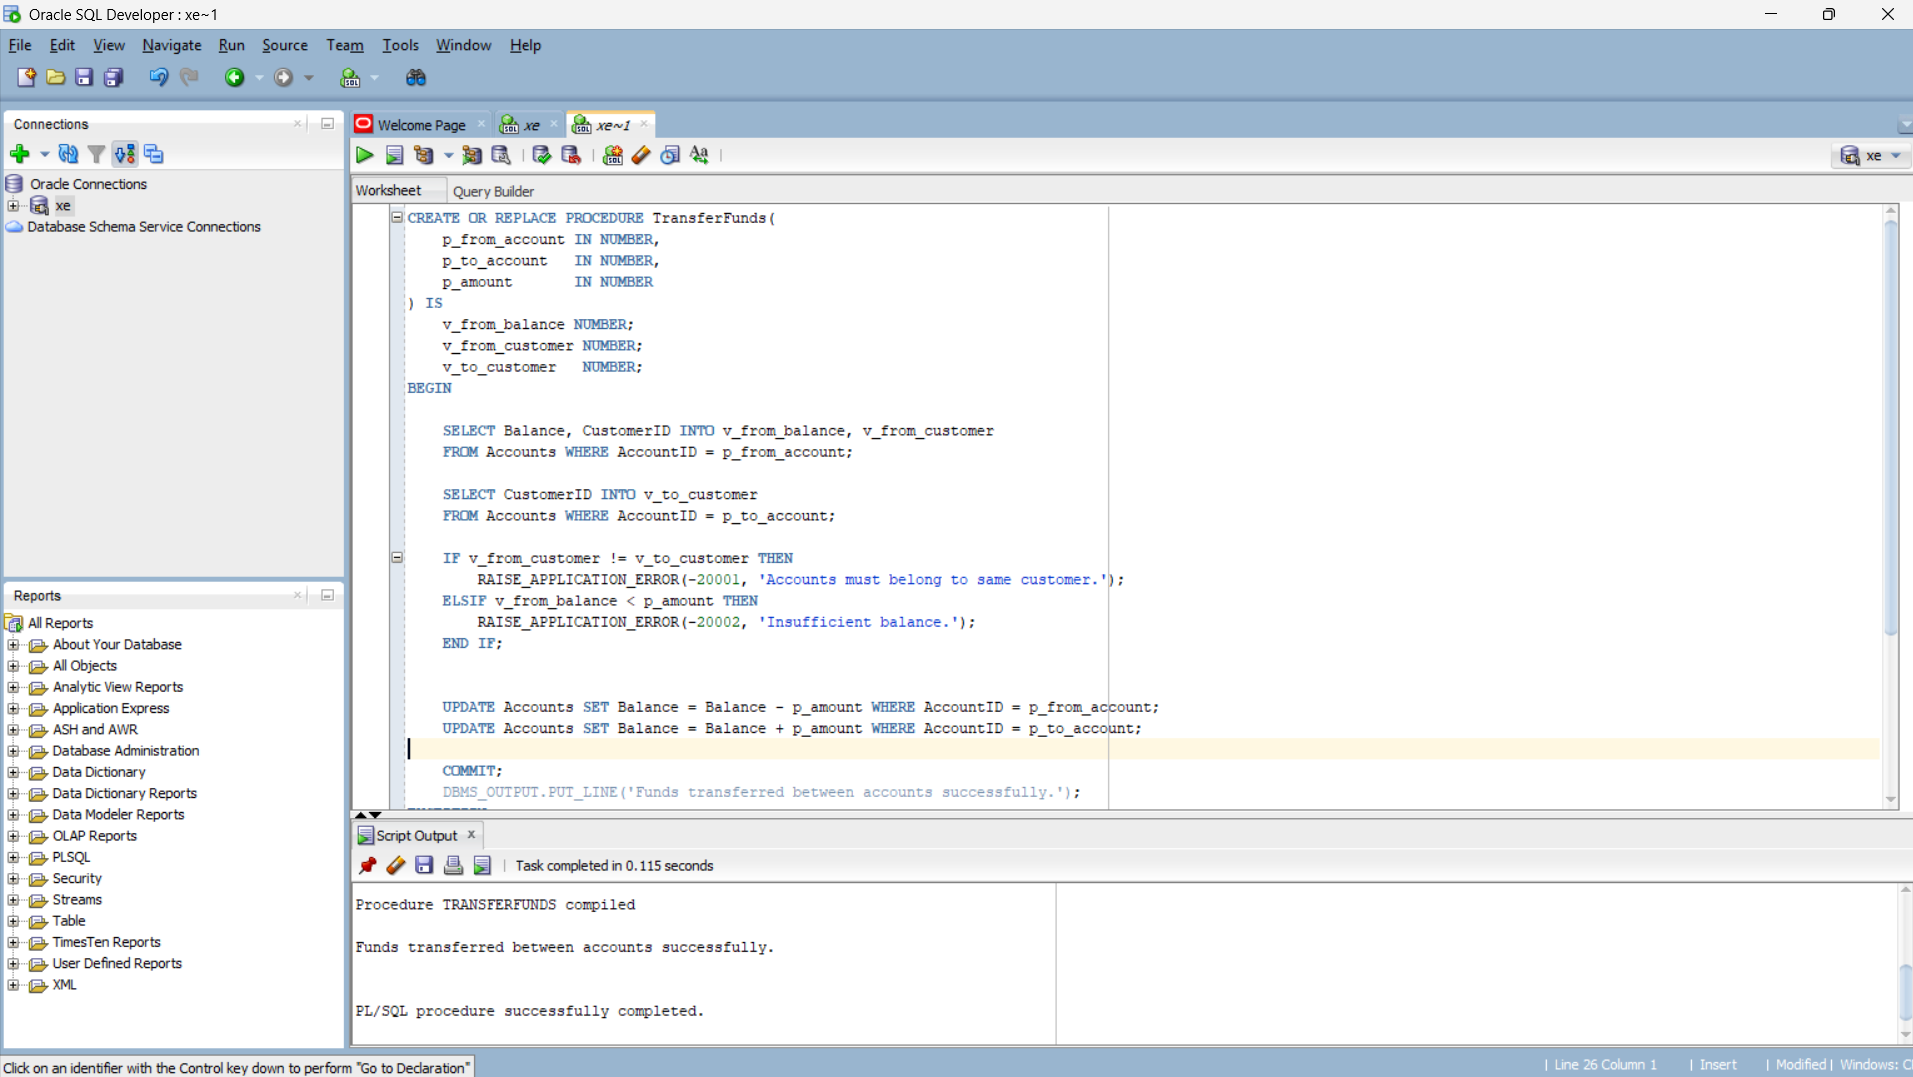 Oracle SQL Developer : xe~1
File Edit View Navigate Run Source Team Tools Window Help
Connections
Oracle Connections
xe
Database Schema Service Connections
Reports
All Reports
About Your Database
All Objects
Analytic View Reports
Application Express
ASH and AWR
Database Administration
Data Dictionary
Data Dictionary Reports
Data Modeler Reports
OLAP Reports
PLSQL
Security
Streams
Table
TimesTen Reports
User Defined Reports
XML
Welcome Page xe xe~1
xe
Worksheet Query Builder
CREATE OR REPLACE PROCEDURE TransferFunds(
p_from_account IN NUMBER,
p_to_account IN NUMBER,
p_amount IN NUMBER
) IS
v_from_balance NUMBER;
v_from_customer NUMBER;
v_to_customer NUMBER;
BEGIN
SELECT Balance, CustomerID INTO v_from_balance, v_from_customer
FROM Accounts WHERE AccountID = p_from_account;
SELECT CustomerID INTO v_to_customer
FROM Accounts WHERE AccountID = p_to_account;
IF v_from_customer != v_to_customer THEN
RAISE_APPLICATION_ERROR(-20001, 'Accounts must belong to same customer.');
ELSIF v_from_balance < p_amount THEN
RAISE_APPLICATION_ERROR(-20002, 'Insufficient balance.');
END IF;
UPDATE Accounts SET Balance = Balance - p_amount WHERE AccountID = p_from_account;
UPDATE Accounts SET Balance = Balance + p_amount WHERE AccountID = p_to_account;
COMMIT;
DBMS_OUTPUT.PUT_LINE('Funds transferred between accounts successfully.');
Script Output
Task completed in 0.115 seconds
Procedure TRANSFERFUNDS compiled
Funds transferred between accounts successfully.
PL/SQL procedure successfully completed.
Click on an identifier with the Control key down to perform "Go to Declaration"
Line 26 Column 1 Insert Modified Windows: C